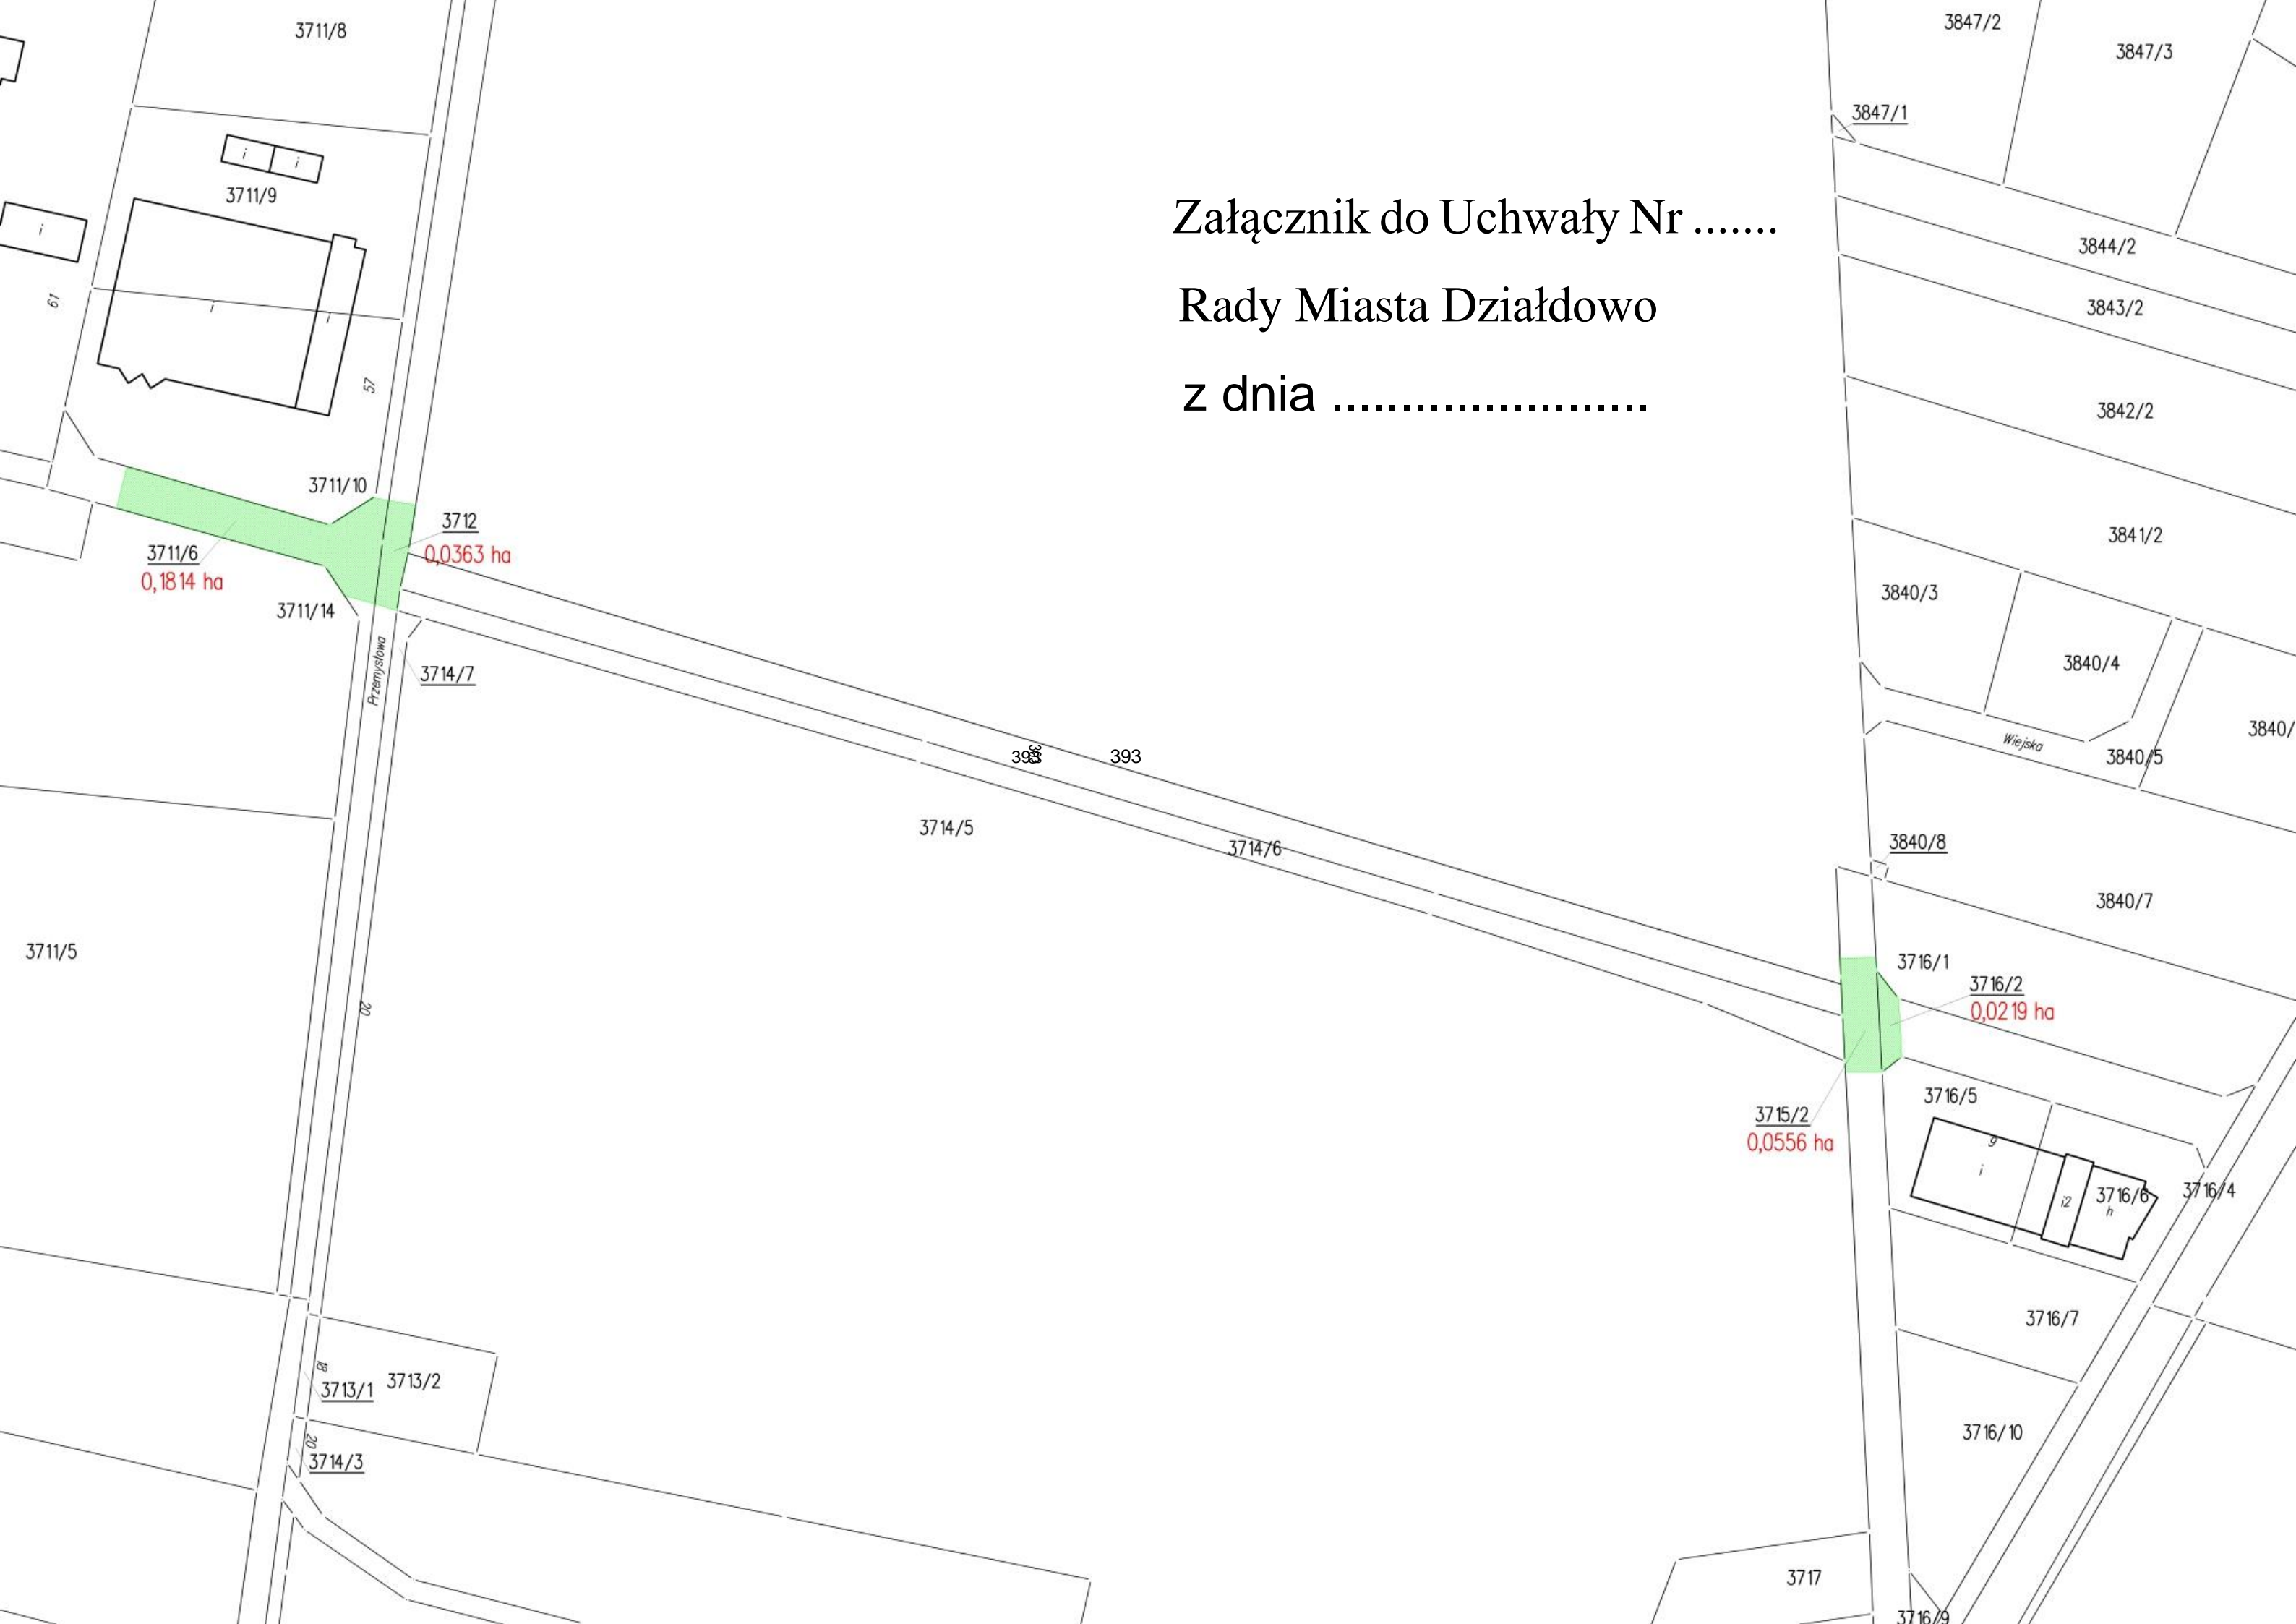 3711/8
3847/2
3847/3
3847/1
i i
3711/9
i
Załącznik do Uchwały Nr .......
3844/2
61
i i
Rady Miasta Działdowo
3843/2
57
z dnia ........................
3842/2
3711/10
3712
0,0363 ha
3841/2
3711/6
0,1814 ha
3840/3
3711/14
3840/4
Przemysłowa
3714/7
3840/
Wiejska
393
393
3840/5
3714/5
3714/6
3840/8
3840/7
3711/5
3716/1
3716/2
0,0219 ha
20
3716/5
3715/2
0,0556 ha
9
i
i2
3716/6
h
3716/4
3716/7
18
3713/1
3713/2
3716/10
20
3714/3
3717
3716/9